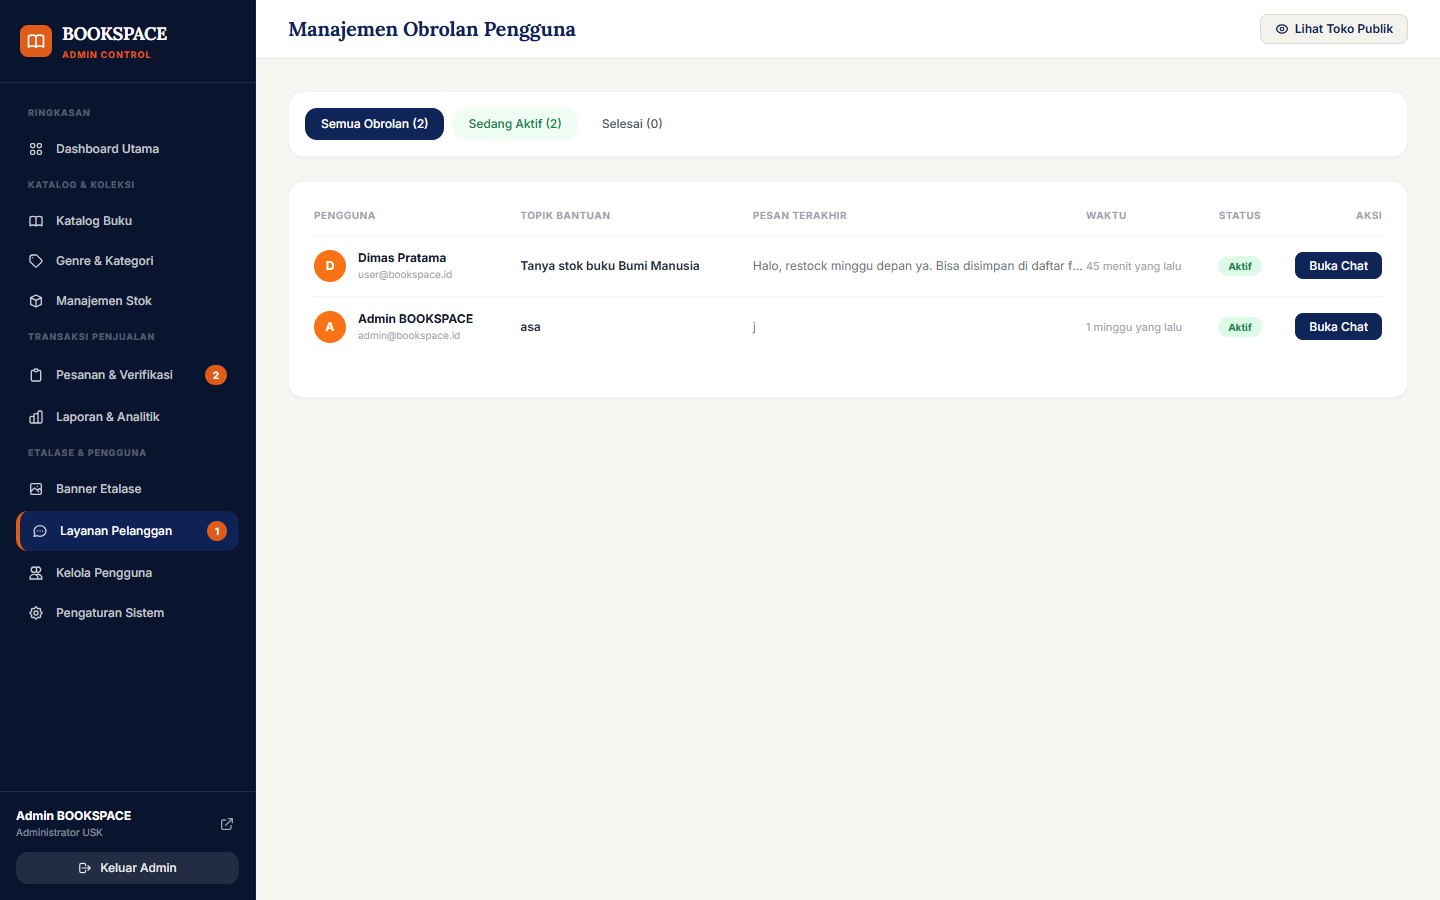 BOOKSPACE
ADMIN CONTROL
RINGKASAN
Dashboard Utama
KATALOG & KOLEKSI
Katalog Buku
Genre & Kategori
Manajemen Stok
TRANSAKSI PENJUALAN
Pesanan & Verifikasi 2
Laporan & Analitik
ETALASE & PENGGUNA
Banner Etalase
Layanan Pelanggan 1
Kelola Pengguna
Pengaturan Sistem
Admin BOOKSPACE
Administrator USK
Keluar Admin
Manajemen Obrolan Pengguna
Lihat Toko Publik
Semua Obrolan (2) Sedang Aktif (2) Selesai (0)
PENGGUNA TOPIK BANTUAN PESAN TERAKHIR WAKTU STATUS AKSI
D Dimas Pratama
user@bookspace.id
Tanya stok buku Bumi Manusia
Halo, restock minggu depan ya. Bisa disimpan di daftar f...
45 menit yang lalu
Aktif
Buka Chat
A Admin BOOKSPACE
admin@bookspace.id
asa
j
1 minggu yang lalu
Aktif
Buka Chat